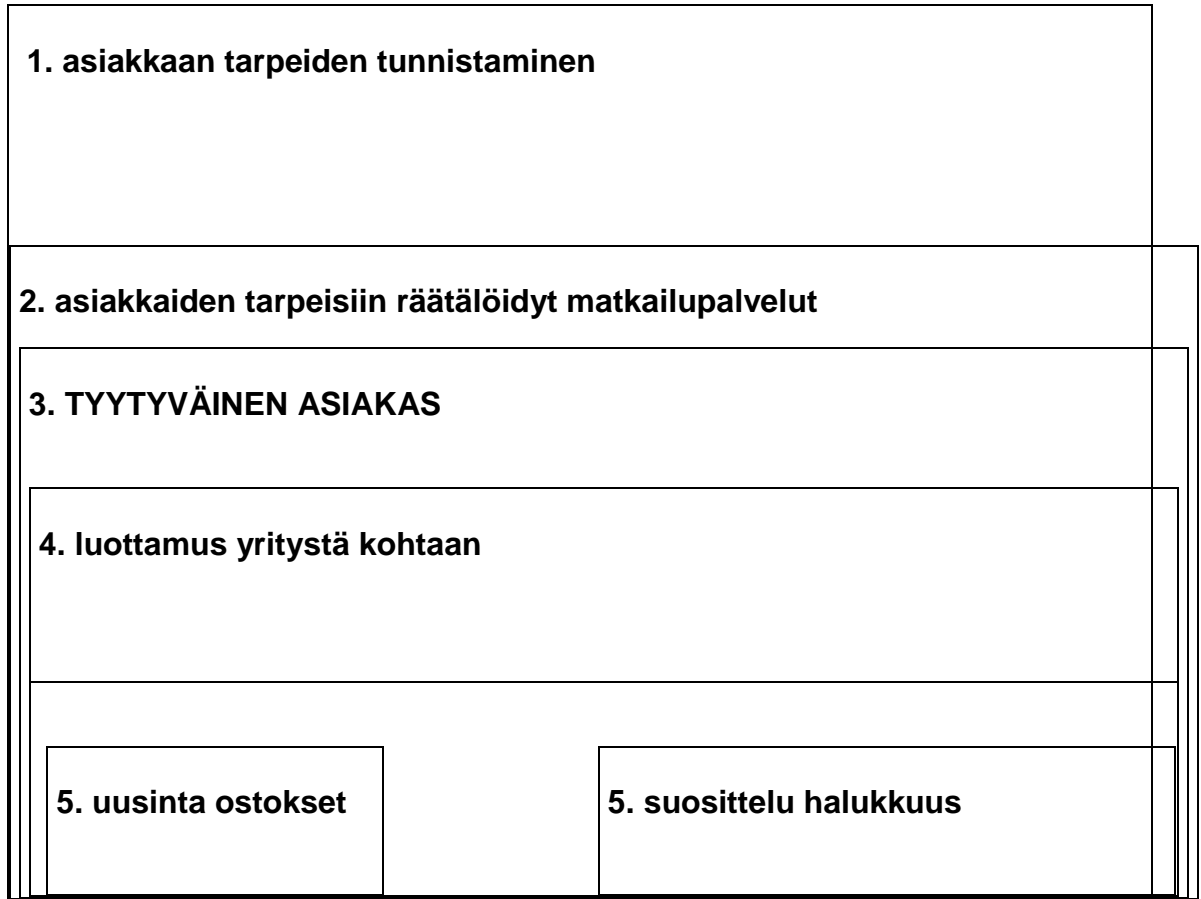 1. asiakkaan tarpeiden tunnistaminen
2. asiakkaiden tarpeisiin räätälöidyt matkailupalvelut
3. TYYTYVÄINEN ASIAKAS
4. luottamus yritystä kohtaan
5. uusinta ostokset
5. suosittelu halukkuus